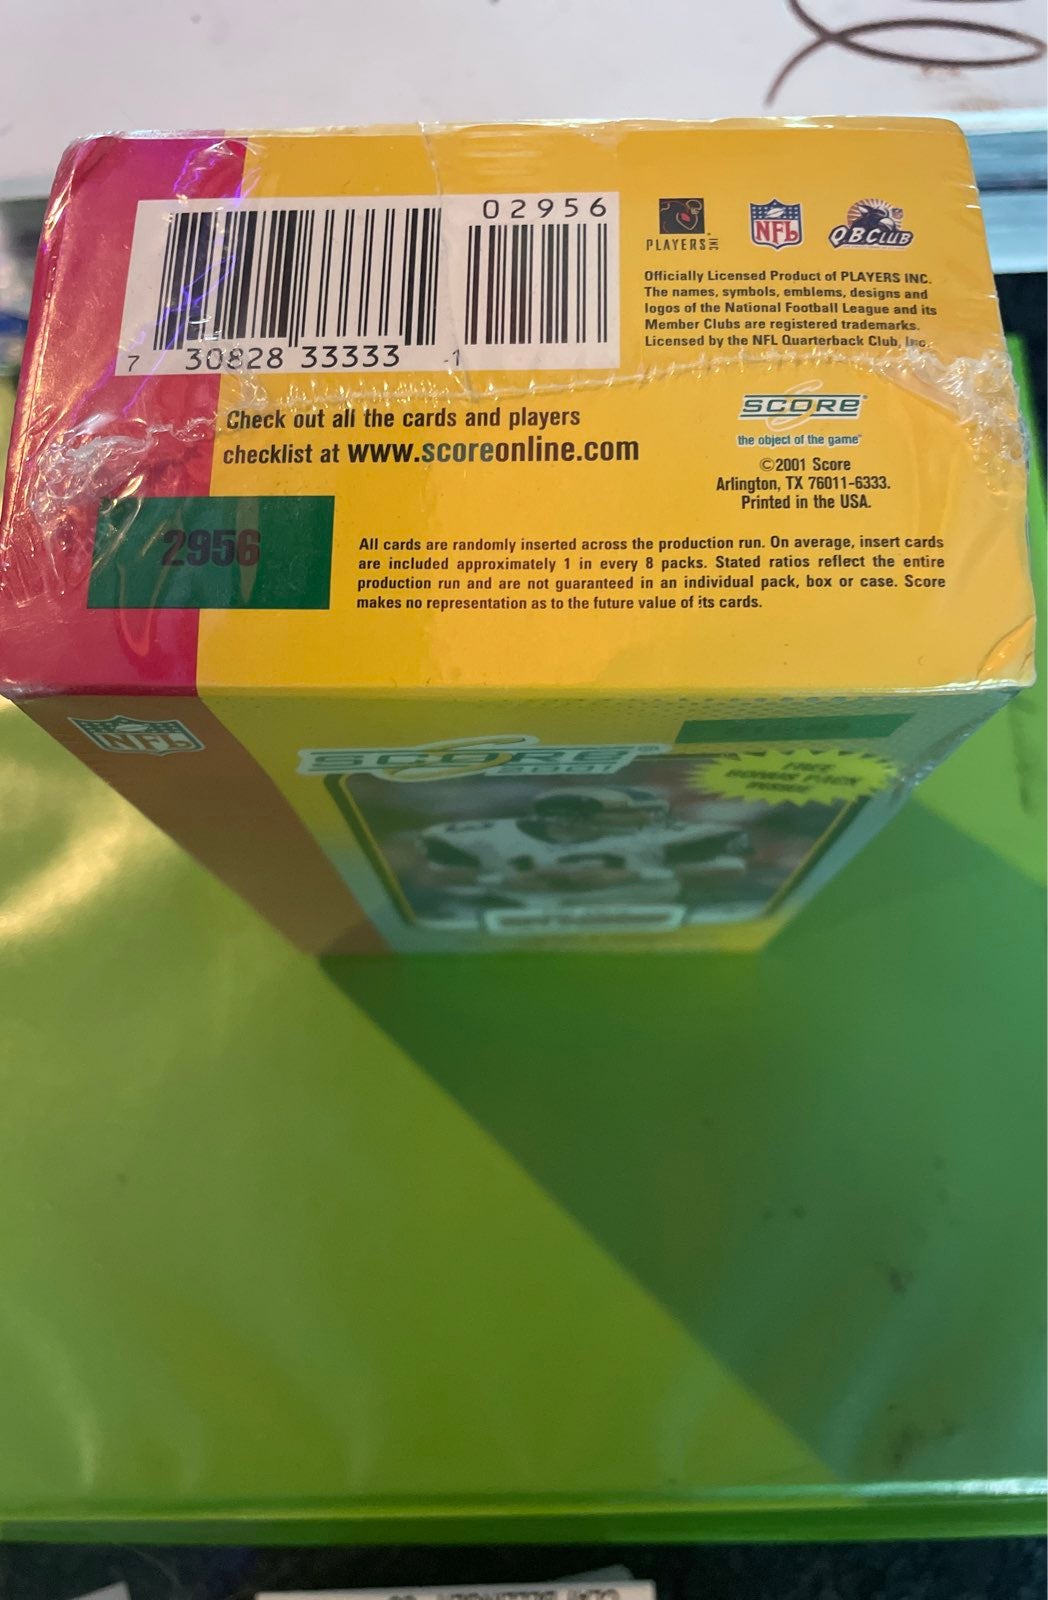 02956
7 30828 33333 -1
PLAYERS INC
NFL
QB CLUB
Officially Licensed Product of PLAYERS INC.
The names, symbols, emblems, designs and
logos of the National Football League and its
Member Clubs are registered trademarks.
Licensed by the NFL Quarterback Club, Inc.
Check out all the cards and players
checklist at www.scoreonline.com
SCORE®
the object of the game
©2001 Score
Arlington, TX 76011-6333.
Printed in the USA.
2956
All cards are randomly inserted across the production run. On average, insert cards
are included approximately 1 in every 8 packs. Stated ratios reflect the entire
production run and are not guaranteed in an individual pack, box or case. Score
makes no representation as to the future value of its cards.
NFL
SCORE
2001
FREE
BONUS PACK
INSIDE